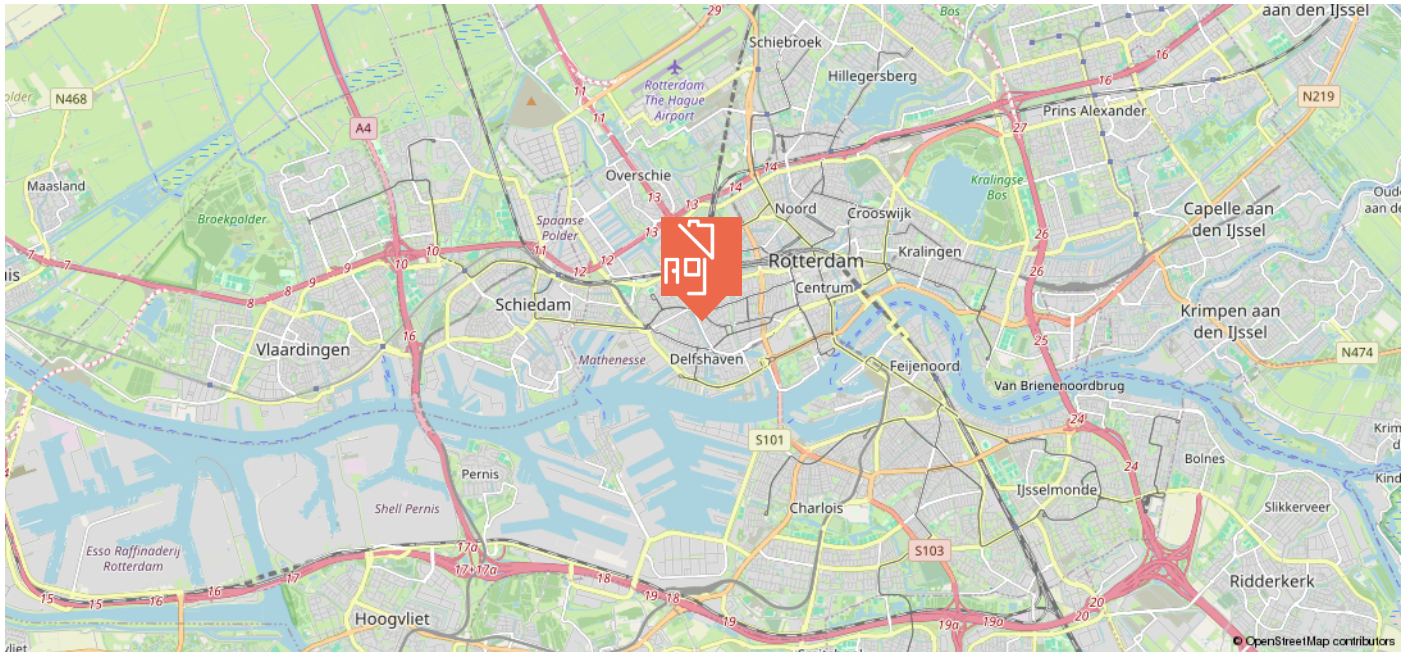 29
Bos
aan den IJssel
Schiebroek
Hillegersberg
16
16
N468
A4
11
11
Rotterdam
The Hague
Airport
Prins Alexander
N219
27
Maasland
Broekpolder
Overschie
14
14
13
13
13
Kralingse
Bos
Noord
Crooswijk
Capelle aan
den IJssel
Spaanse
Polder
Kralingen
26
26
7
7
8
8
9
9
10
10
11
12
12
Rotterdam
Centrum
Schiedam
16
Vlaardingen
Mathenesse
Delfshaven
Feijenoord
25
Krimpen aan
den IJssel
N474
Van Brienenoordbrug
24
24
S101
Pernis
Shell Pernis
Charlois
IJsselmonde
Bolnes
Slikkerveer
S103
Esso Raffinaderij
Rotterdam
15
15
16
16
17
17a
17+17a
18
19
18
19
19a
19a
20
20
Hoogvliet
Ridderkerk
© OpenStreetMap contributors